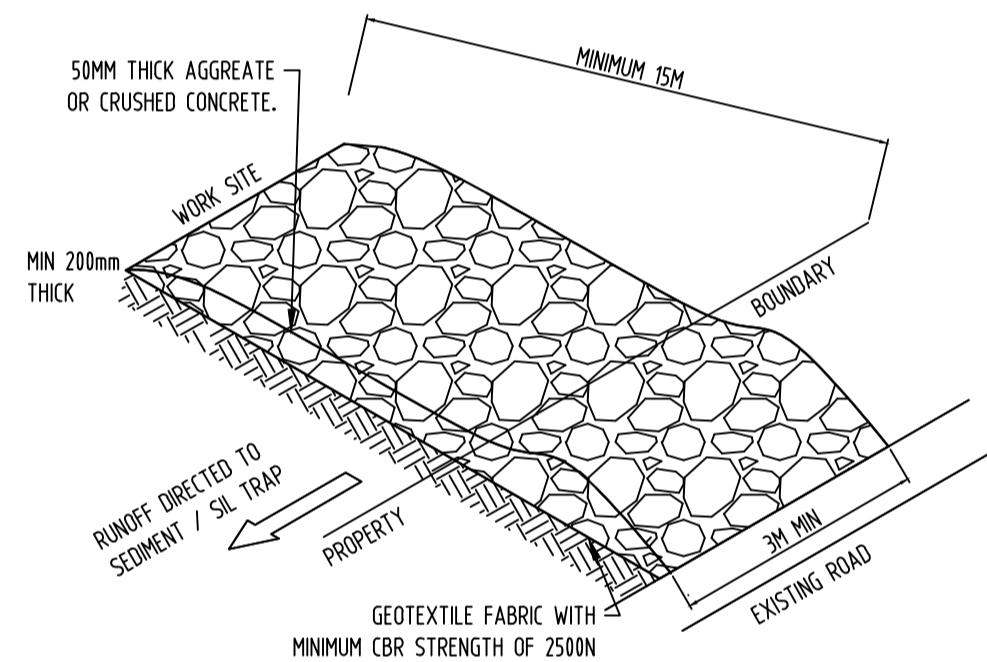 50MM THICK AGGREATE
OR CRUSHED CONCRETE.
MINIMUM 15M
WORK SITE
MIN 200mm
THICK
BOUNDARY
RUNOFF DIRECTED TO
SEDIMENT / SIL TRAP
PROPERTY
3M MIN
EXISTING ROAD
GEOTEXTILE FABRIC WITH
MINIMUM CBR STRENGTH OF 2500N